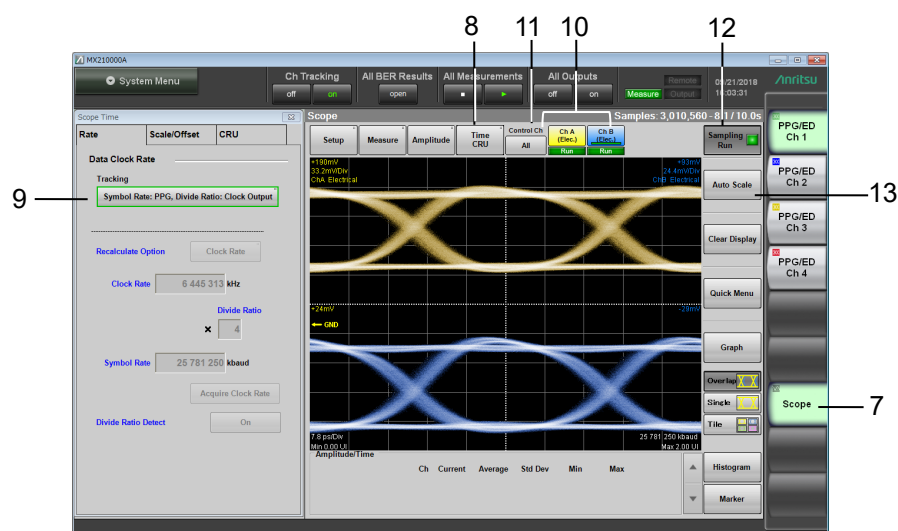 8 11 10 12
MX210000A
System Menu
Ch Tracking
off on
All BER Results
open
All Measurements
All Outputs
off on
Remote
Measure Output
16:03:31
Anritsu
Scope Time
Rate Scale/Offset CRU
Data Clock Rate
Tracking
9
Symbol Rate: PPG, Divide Ratio: Clock Output
Recalculate Option Clock Rate
Clock Rate 6 445 313 kHz
Divide Ratio
× 4
Symbol Rate 25 781 250 kbaud
Acquire Clock Rate
Divide Ratio Detect On
Scope
Samples: 3,010,560
Setup
Measure
Amplitude
Time
CRU
Control Ch
All
Ch A
(Elec.)
Run
Ch B
(Elec.)
Run
Sampling
Run
+190mV
33.2mV/Div
ChA Electrical
+93mV
24.4mV/Div
ChB Electrical
Auto Scale
13
Clear Display
Quick Menu
+24mV
-29mV
GND
Graph
Overlap
Single
Tile
7.8 ps/Div
Min 0.00 UI
25 781 250 kbaud
Max 2.00 UI
Amplitude/Time
Ch Current Average Std Dev Min Max
Histogram
Marker
PPG/ED
Ch 1
PPG/ED
Ch 2
PPG/ED
Ch 3
PPG/ED
Ch 4
Scope
7